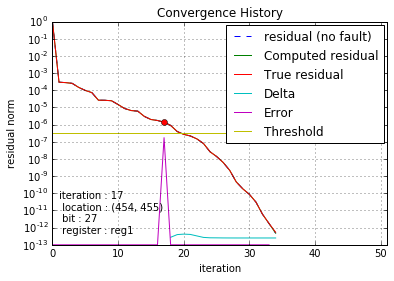 Convergence History
residual norm
10^0
10^-1
10^-2
10^-3
10^-4
10^-5
10^-6
10^-7
10^-8
10^-9
10^-10
10^-11
10^-12
10^-13
residual (no fault)
Computed residual
True residual
Delta
Error
Threshold
iteration : 17
location : (454, 455)
bit : 27
register : reg1
0 10 20 30 40 50
iteration